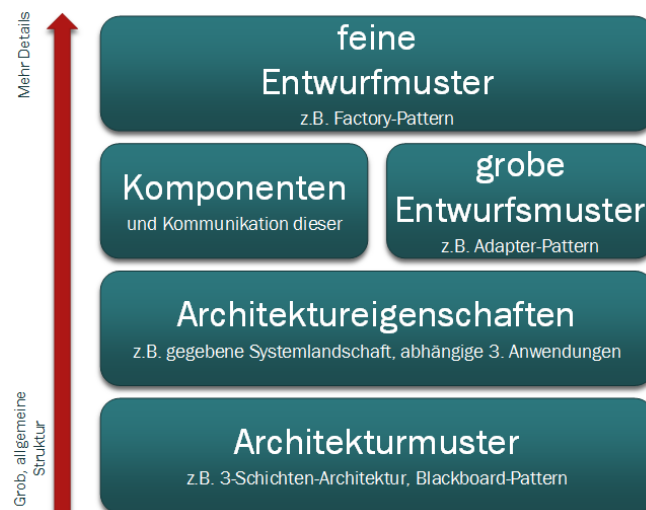 Mehr Details
feine
Entwurfmuster
z.B. Factory-Pattern
Komponenten
und Kommunikation dieser
grobe
Entwurfsmuster
z.B. Adapter-Pattern
Architektureigenschaften
z.B. gegebene Systemlandschaft, abhängige 3. Anwendungen
Architekturmuster
z.B. 3-Schichten-Architektur, Blackboard-Pattern
Grob, allgemeine
Struktur